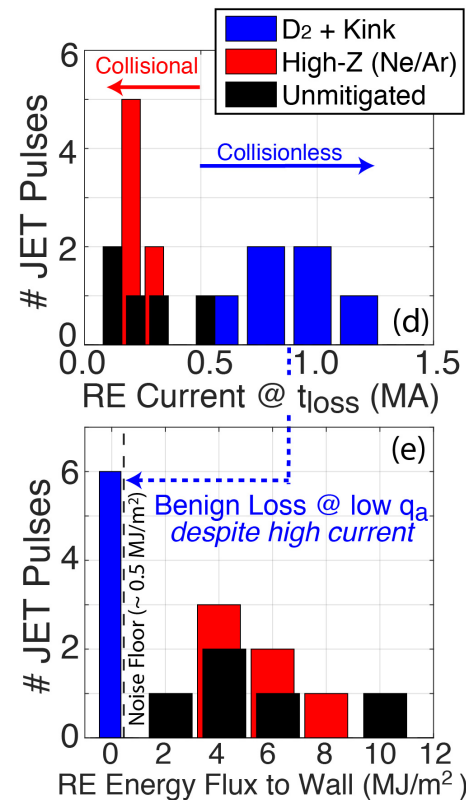 D₂ + Kink
High-Z (Ne/Ar)
Unmitigated
Collisional
Collisionless
(d)
# JET Pulses
6
4
2
0
0.0 0.5 1.0 1.5
RE Current @ tloss (MA)
(e)
Benign Loss @ low qa
despite high current
Noise Floor (~ 0.5 MJ/m²)
# JET Pulses
6
4
2
0
0 2 4 6 8 10 12
RE Energy Flux to Wall (MJ/m²)